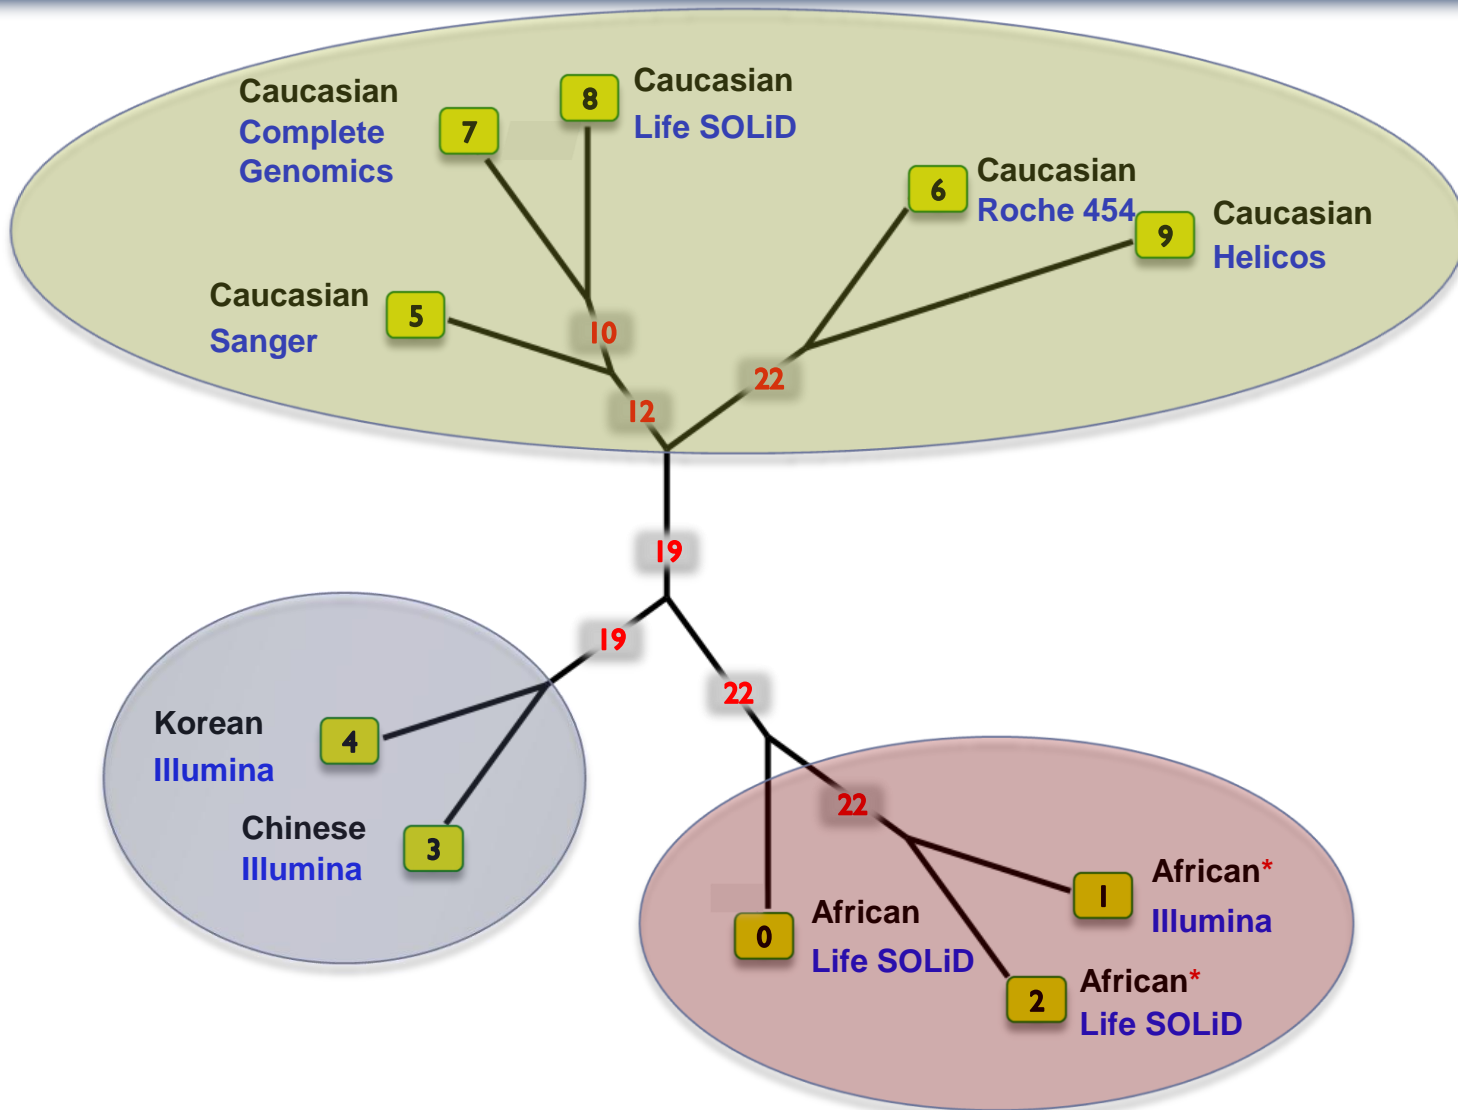 Caucasian
Complete
Genomics
7
8
Caucasian
Life SOLiD
6
Caucasian
Roche 454
9
Caucasian
Helicos
Caucasian
Sanger
5
10
22
12
19
19
22
Korean
Illumina
4
Chinese
Illumina
3
22
0
African
Life SOLiD
1
African*
Illumina
2
African*
Life SOLiD